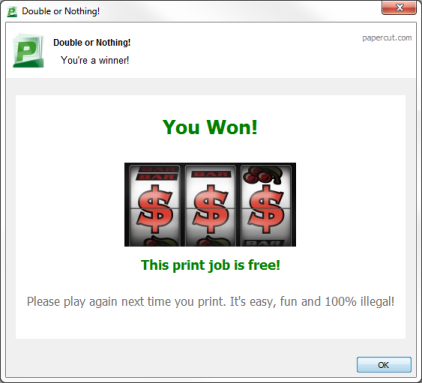 Double or Nothing!
Double or Nothing!
papercut.com
You're a winner!
You Won!
BAR
BAR
BAR
$ $ $
This print job is free!
Please play again next time you print. It's easy, fun and 100% illegal!
OK